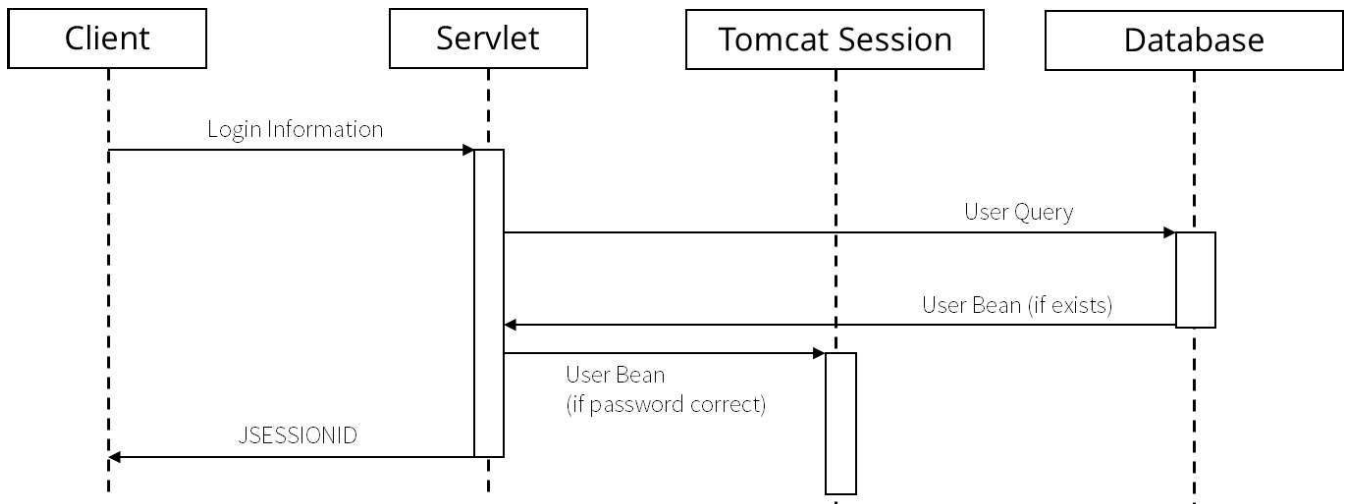 Client
Servlet
Tomcat Session
Database
Login Information
User Query
User Bean (if exists)
User Bean
(if password correct)
JSESSIONID